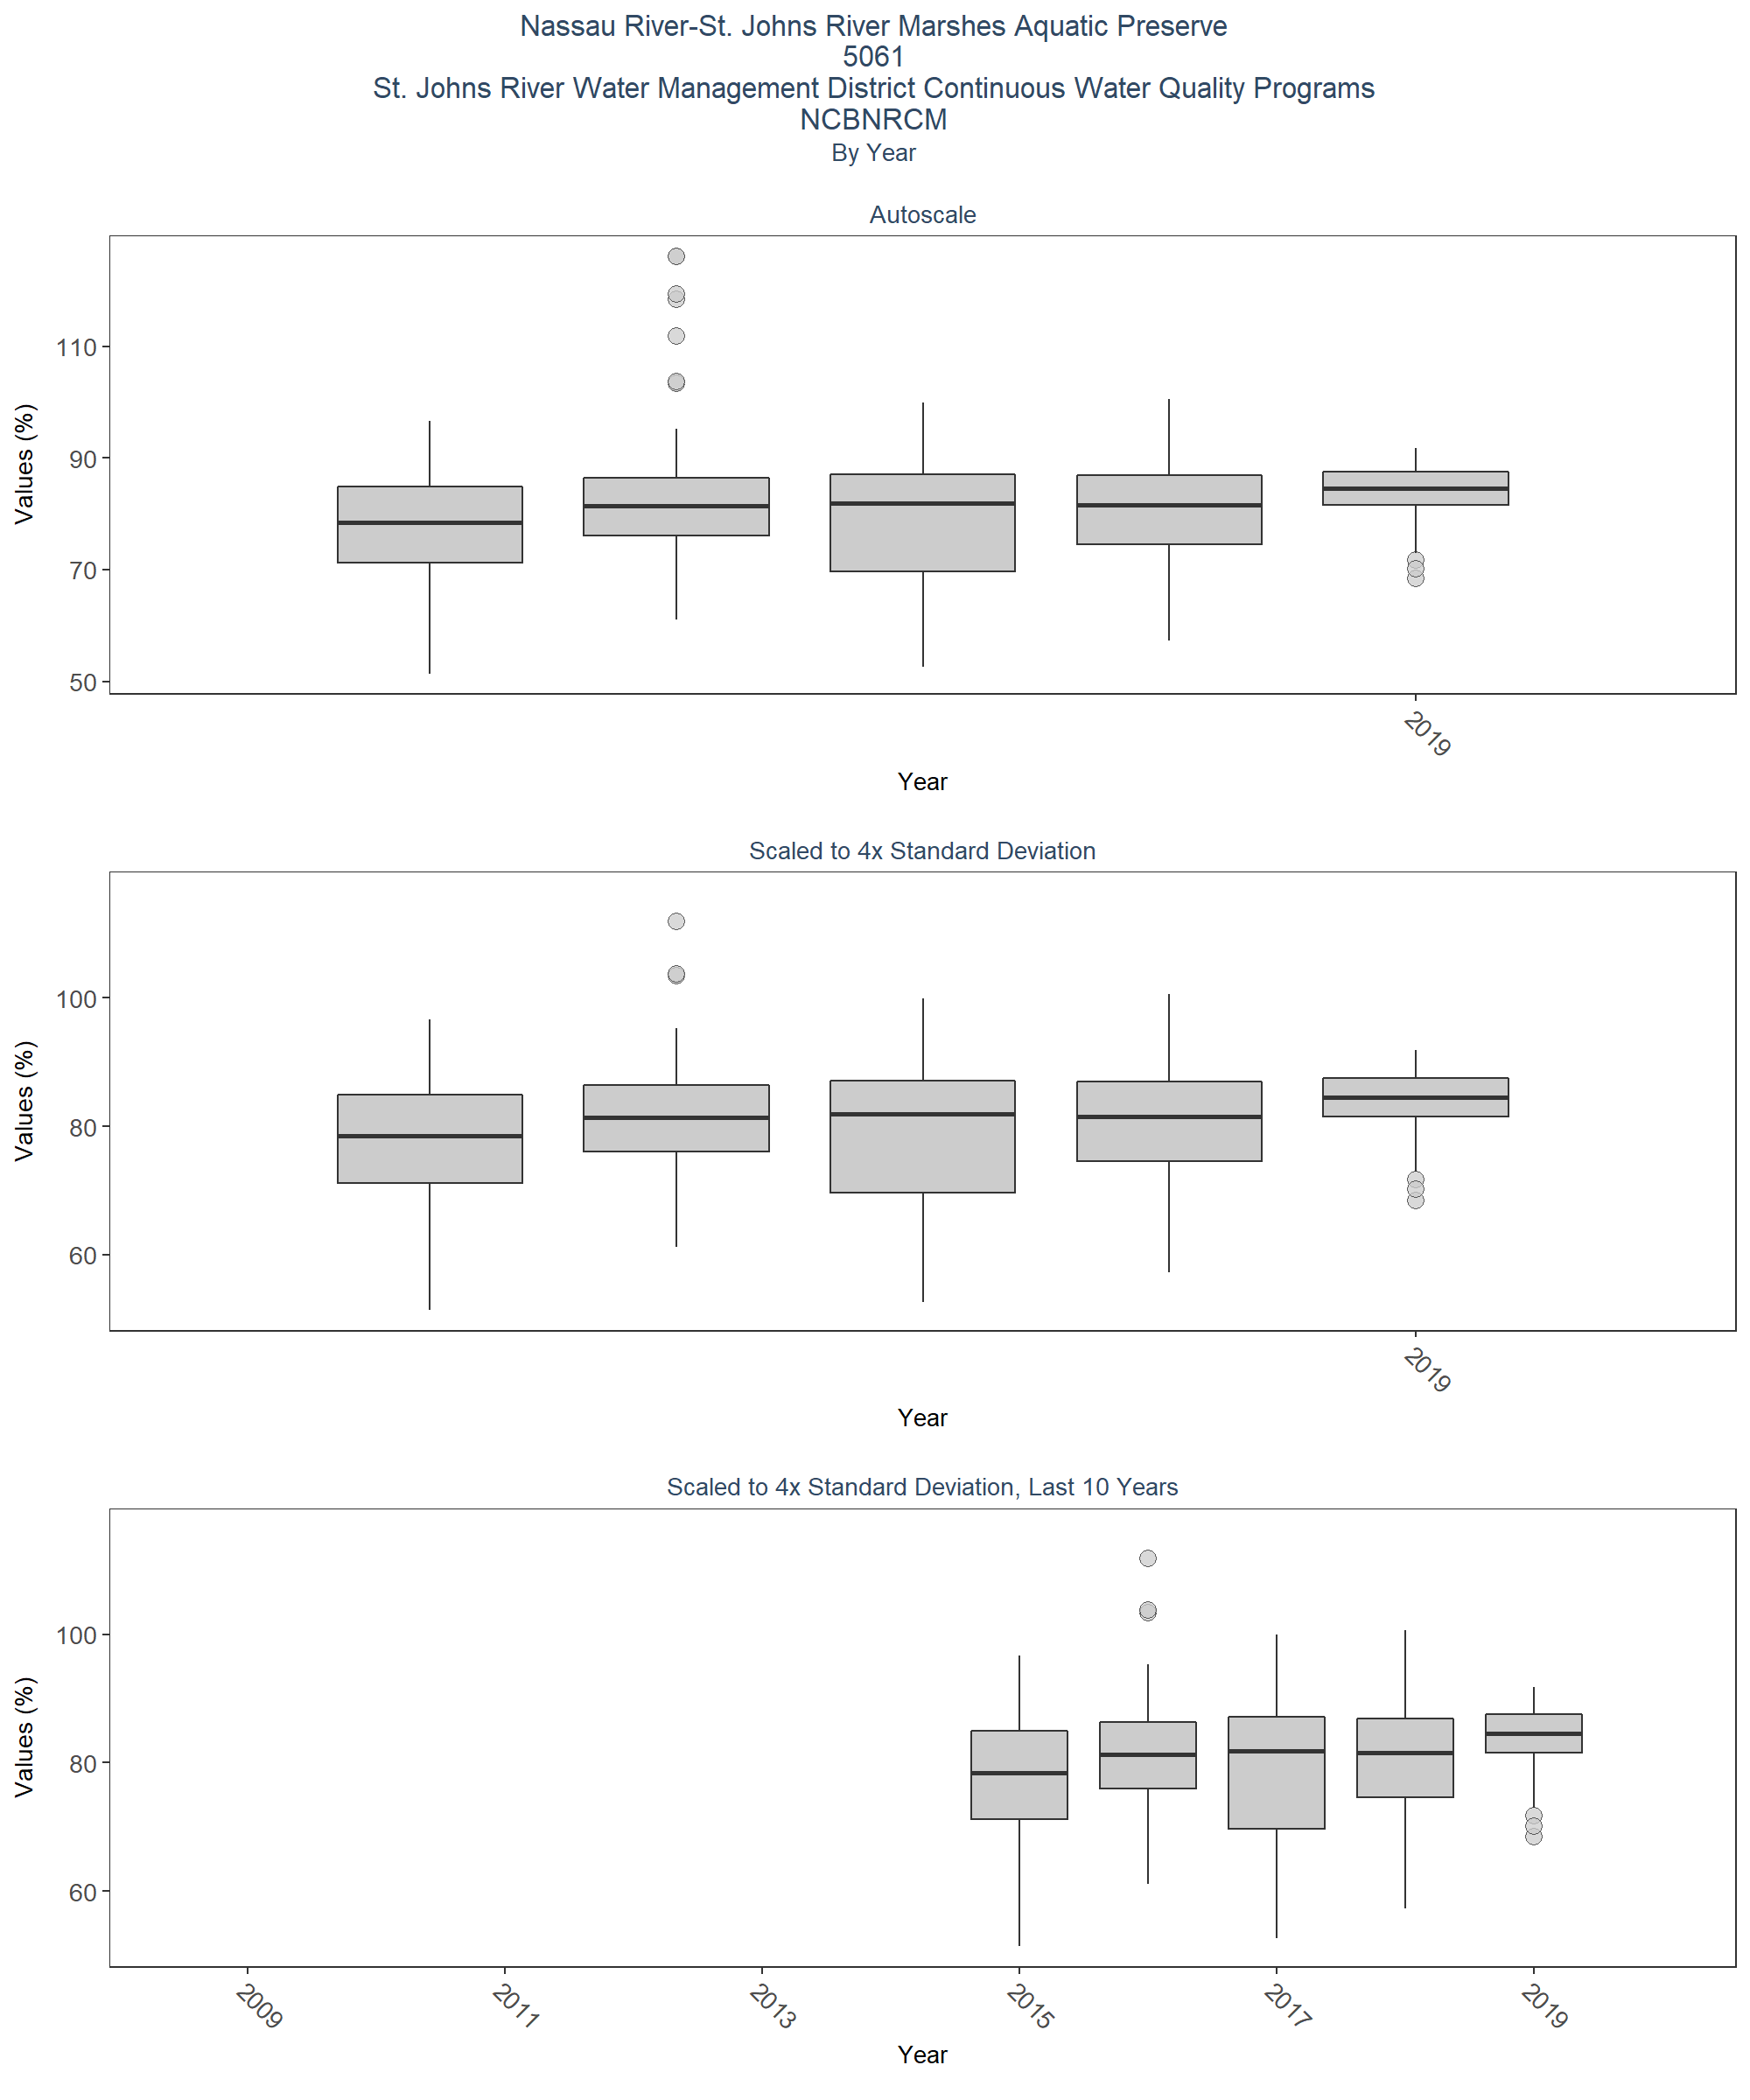 Nassau River-St. Johns River Marshes Aquatic Preserve
5061
St. Johns River Water Management District Continuous Water Quality Programs
NCBNRCM
By Year
Autoscale
Values (%)
110
90
70
50
2019
Year
Scaled to 4x Standard Deviation
Values (%)
100
80
60
2019
Year
Scaled to 4x Standard Deviation, Last 10 Years
Values (%)
100
80
60
2009
2011
2013
2015
2017
2019
Year